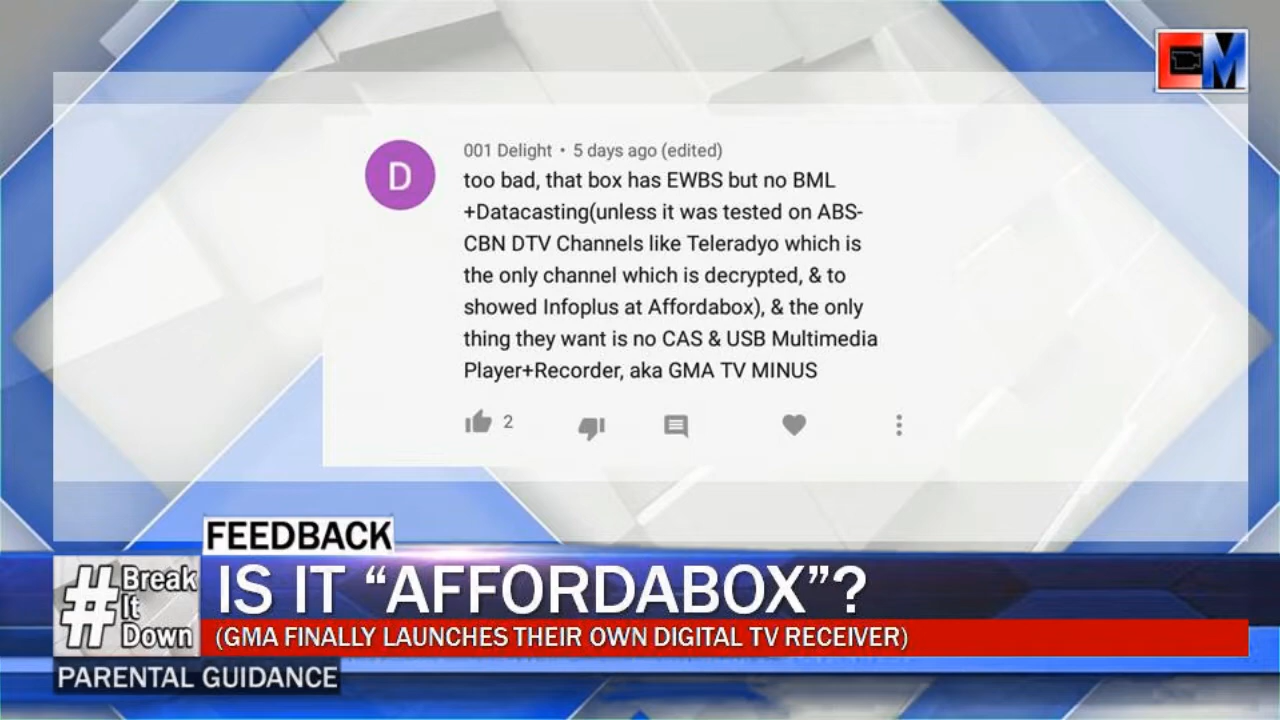 CM
D
001 Delight • 5 days ago (edited)
too bad, that box has EWBS but no BML
+Datacasting(unless it was tested on ABS-
CBN DTV Channels like Teleradyo which is
the only channel which is decrypted, & to
showed Infoplus at Affordabox), & the only
thing they want is no CAS & USB Multimedia
Player+Recorder, aka GMA TV MINUS
2
FEEDBACK
#Break
It
Down
IS IT “AFFORDABOX”?
(GMA FINALLY LAUNCHES THEIR OWN DIGITAL TV RECEIVER)
PARENTAL GUIDANCE